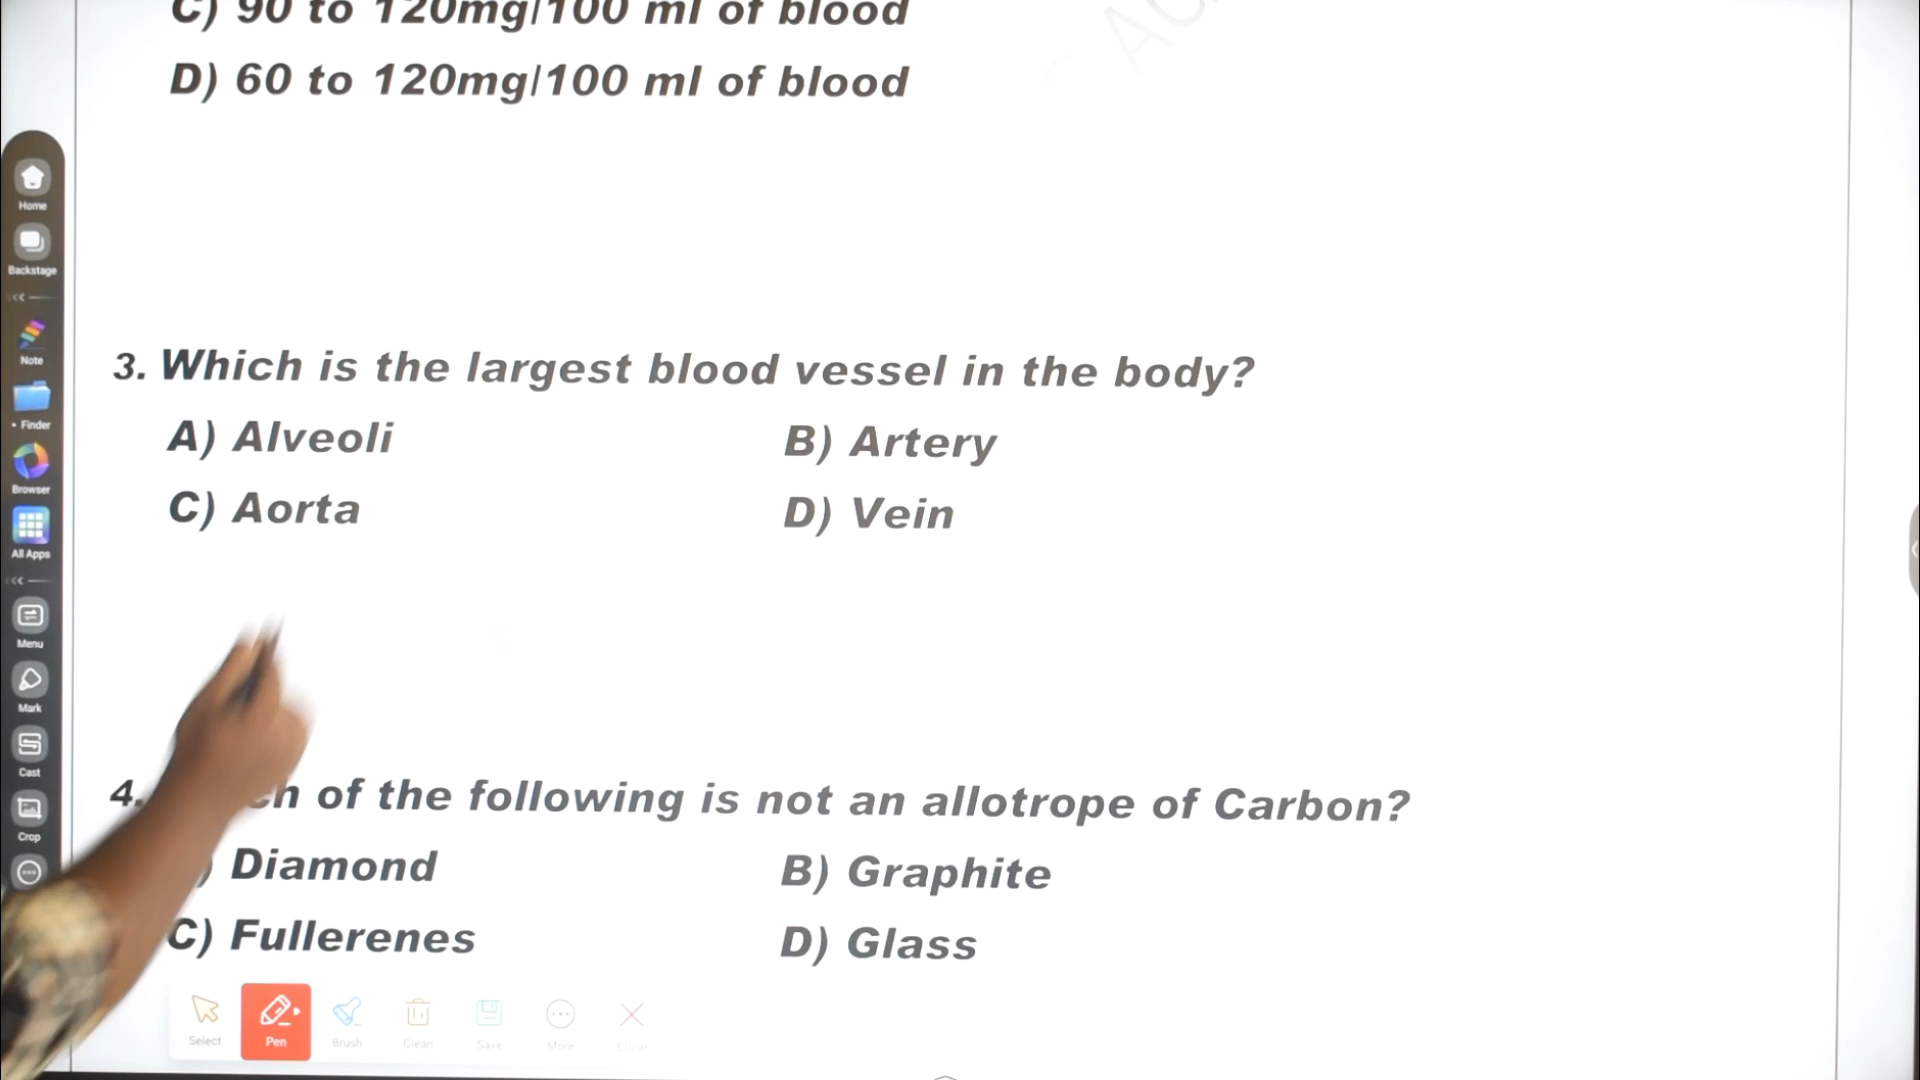 C) 90 to 120mg/100 ml of blood
D) 60 to 120mg/100 ml of blood
Home
Backstage
Note
Finder
Browser
All Apps
Menu
Mark
Cast
Crop
3. Which is the largest blood vessel in the body?
A) Alveoli B) Artery
C) Aorta D) Vein
4. of the following is not an allotrope of Carbon?
) Diamond B) Graphite
C) Fullerenes D) Glass
Select Pen Brush Clean Save More Close